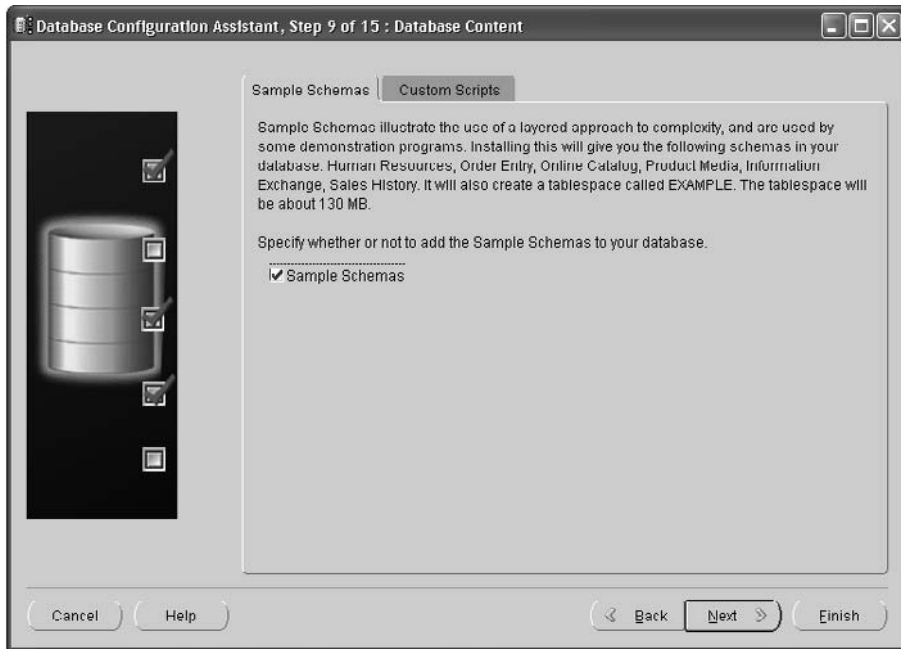 Database Configuration Assistant, Step 9 of 15 : Database Content
Sample Schemas
Custom Scripts
Sample Schemas illustrate the use of a layered approach to complexity, and are used by
some demonstration programs. Installing this will give you the following schemas in your
database. Human Resources, Order Entry, Online Catalog, Product Media, Information
Exchange, Sales History. It will also create a tablespace called EXAMPLE. The tablespace will
be about 130 MB.
Specify whether or not to add the Sample Schemas to your database.
Sample Schemas
Cancel
Help
Back
Next
Finish